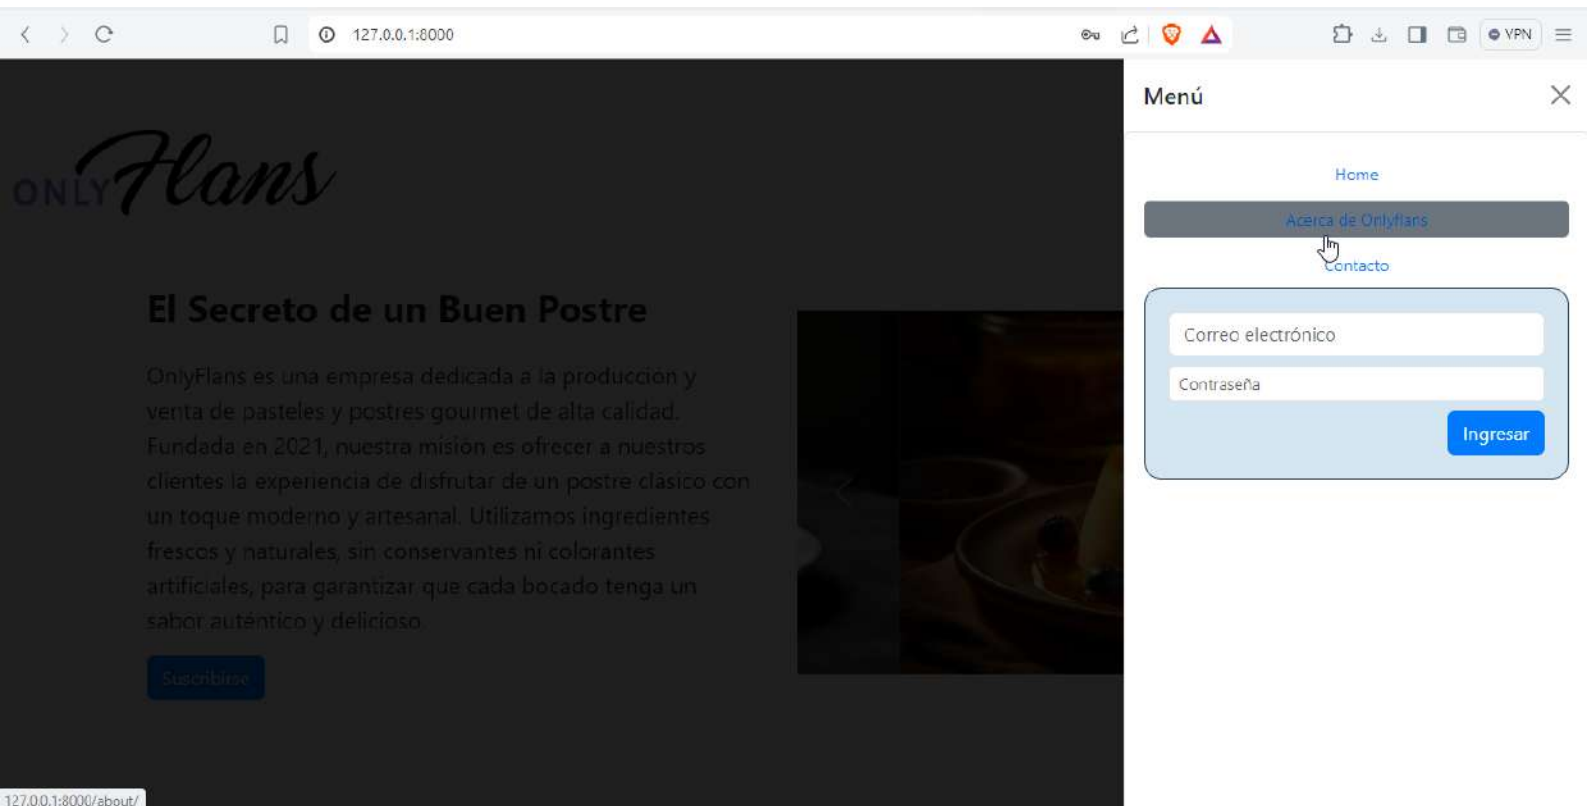 127.0.0.1:8000
VPN
Menú
ONLY Flans
Home
Acerca de Onlyflans
Contacto
El Secreto de un Buen Postre
OnlyFlans es una empresa dedicada a la producción y
venta de pasteles y postres gourmet de alta calidad.
Fundada en 2021, nuestra misión es ofrecer a nuestros
clientes la experiencia de disfrutar de un postre clásico con
un toque moderno y artesanal. Utilizamos ingredientes
frescos y naturales, sin conservantes ni colorantes
artificiales, para garantizar que cada bocado tenga un
sabor auténtico y delicioso.
Suscribirse
Correo electrónico
Contraseña
Ingresar
127.0.0.1:8000/about/